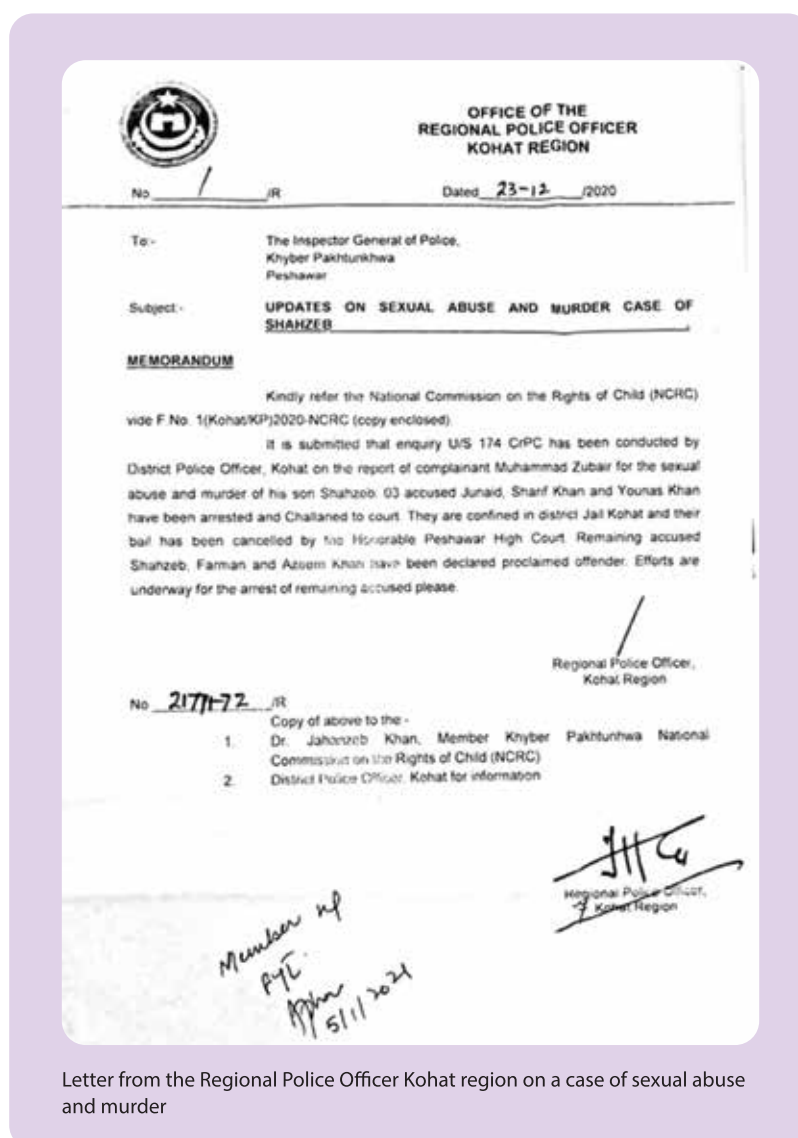 OFFICE OF THE
REGIONAL POLICE OFFICER
KOHAT REGION
No 1 /R Dated 23-12 /2020
To:- The Inspector General of Police,
Khyber Pakhtunkhwa
Peshawar
Subject:- UPDATES ON SEXUAL ABUSE AND MURDER CASE OF
SHAHZEB
MEMORANDUM
Kindly refer the National Commission on the Rights of Child (NCRC)
vide F.No. 1(Kohat/KP)2020-NCRC (copy enclosed)
It is submitted that enquiry U/S 174 CrPC has been conducted by
District Police Officer, Kohat on the report of complainant Muhammad Zubair for the sexual
abuse and murder of his son Shahzeb. 03 accused Junaid, Sharif Khan and Younas Khan
have been arrested and Challaned to court. They are confined in district Jail Kohat and their
bail has been cancelled by the Honorable Peshawar High Court. Remaining accused
Shahzeb, Farman and Azeem Khan have been declared proclaimed offender. Efforts are
underway for the arrest of remaining accused please.
Regional Police Officer,
Kohat Region
No /R
Copy of above to the:-
1. Dr. Jahanzeb Khan, Member Khyber Pakhtunhwa National
Commission on the Rights of Child (NCRC)
2. District Police Officer, Kohat for information
Regional Police Officer,
Kohat Region
Member
5/1/2021
Letter from the Regional Police Officer Kohat region on a case of sexual abuse
and murder